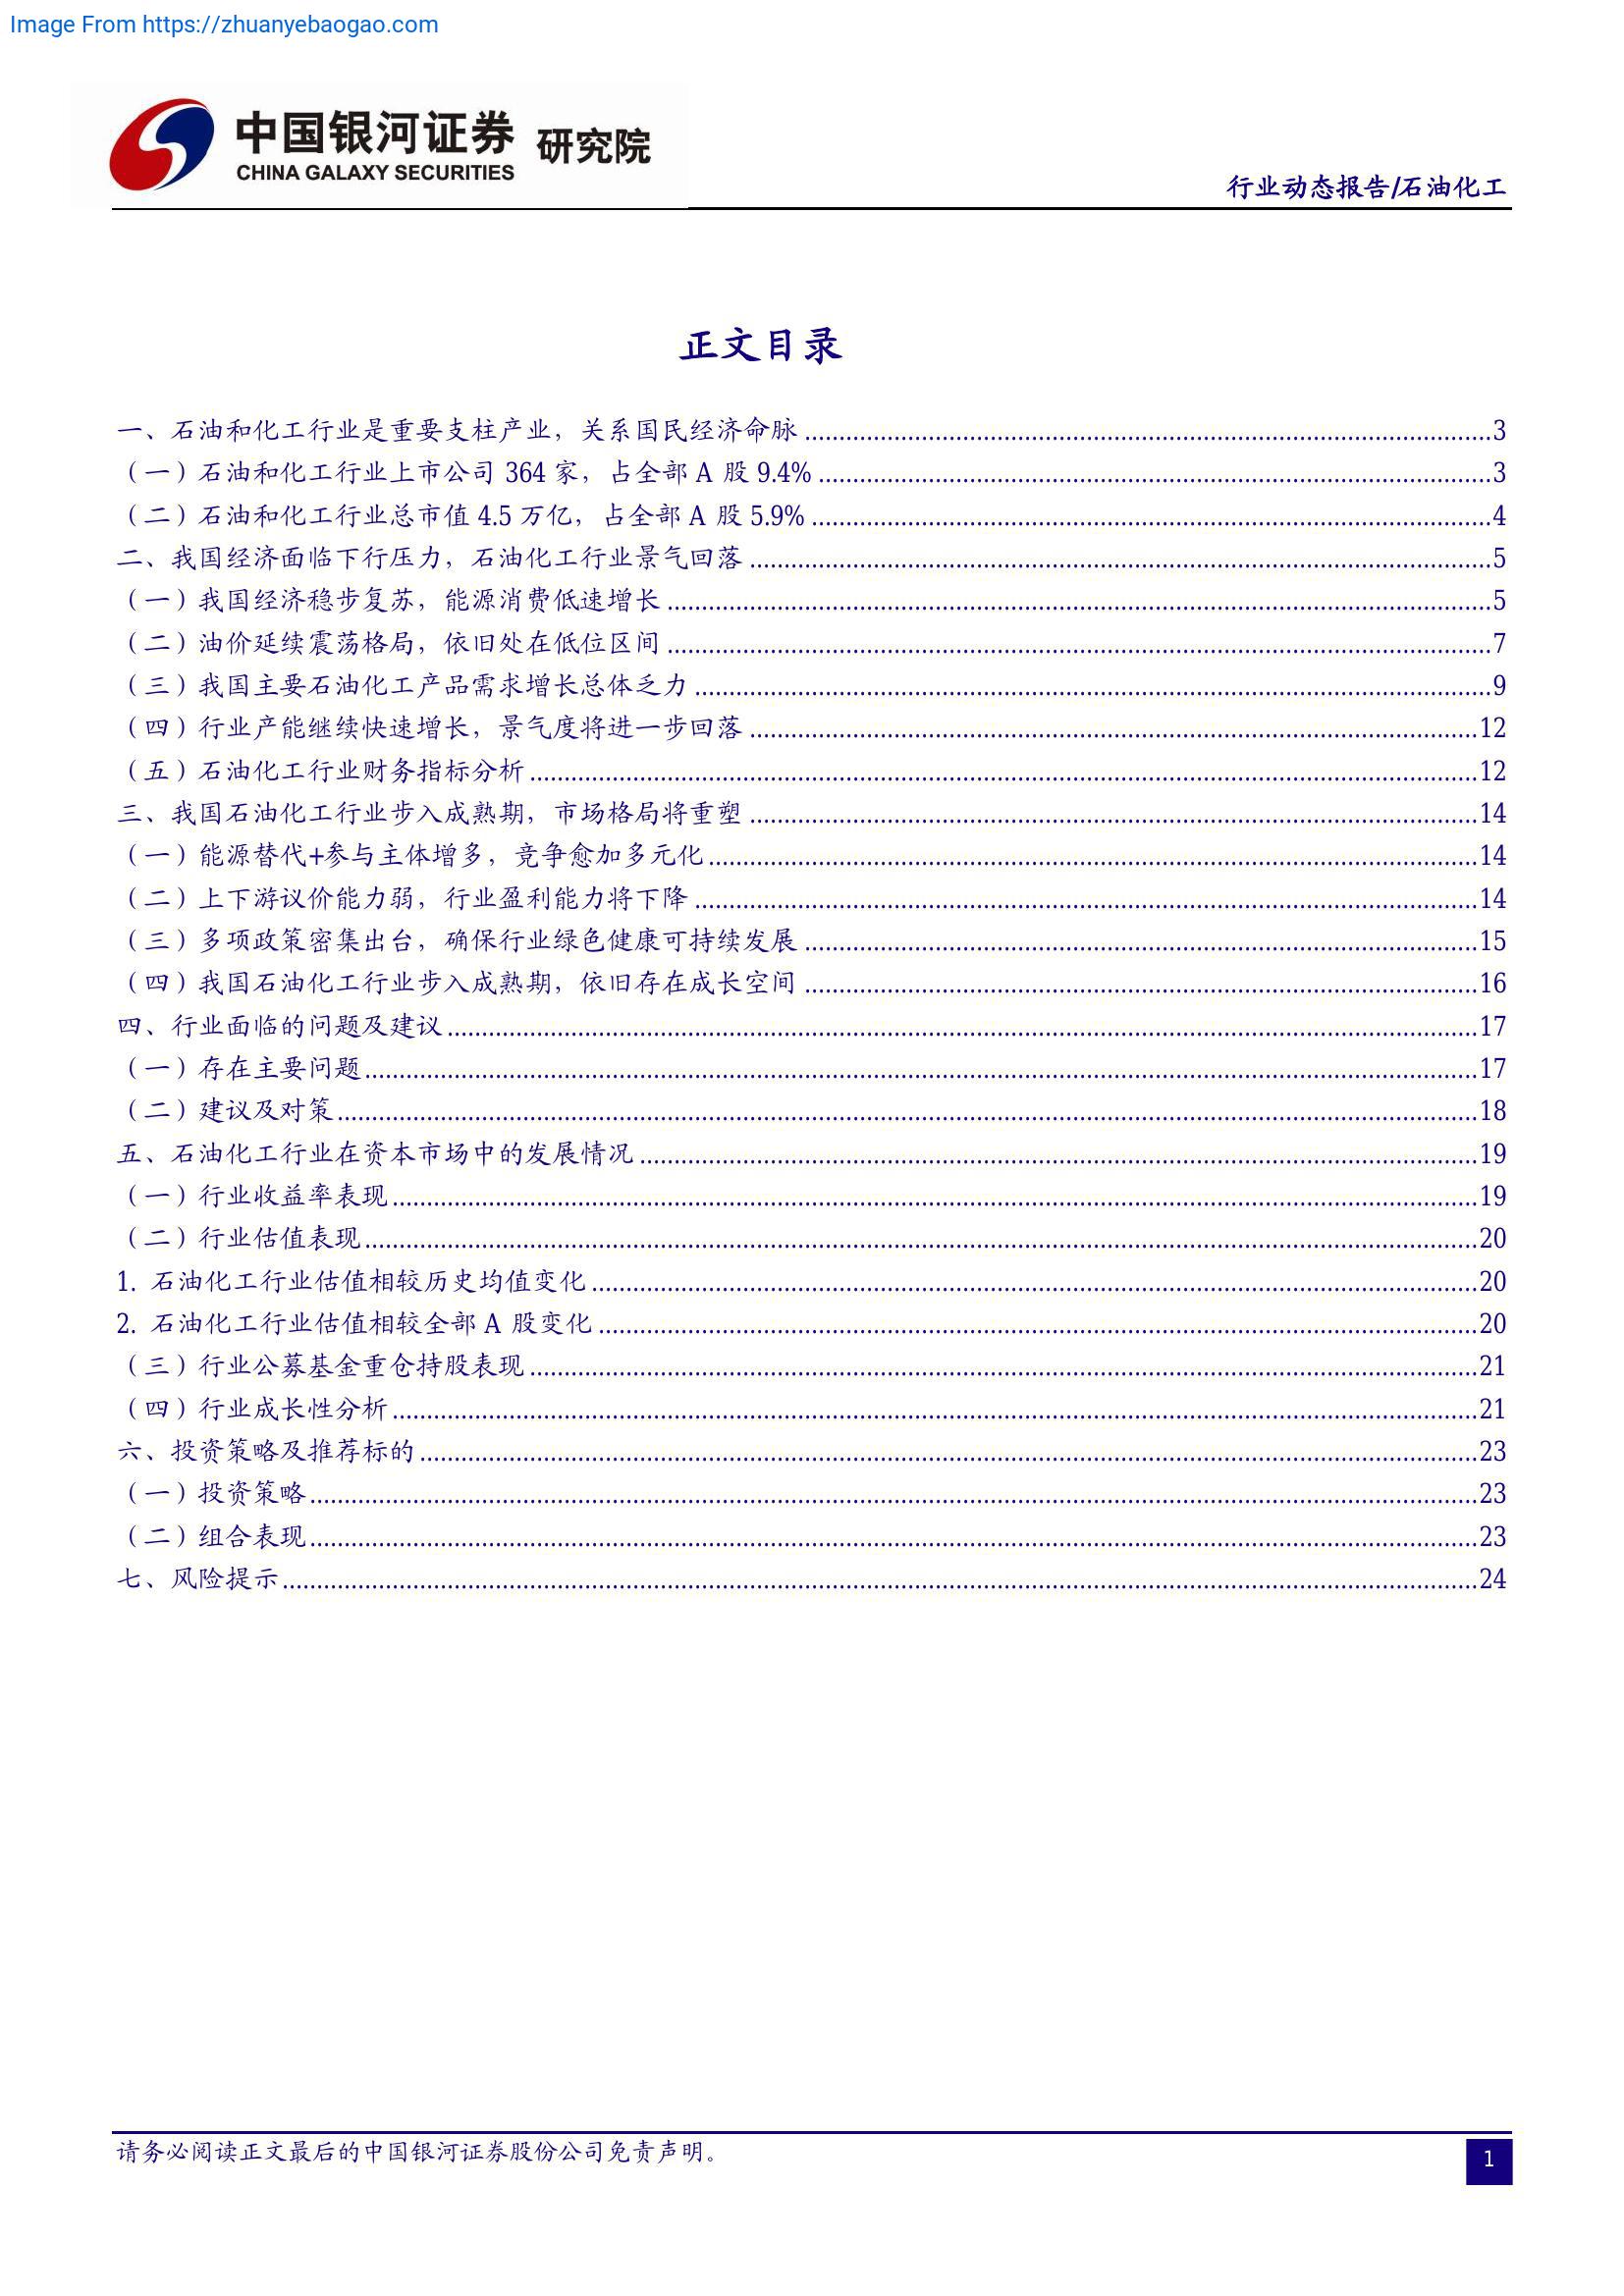 Image From https://zhuanyebaogao.com
中国银河证券 研究院
CHINA GALAXY SECURITIES
行业动态报告/石油化工
正文目录
一、石油和化工行业是重要支柱产业，关系国民经济命脉 3
（一）石油和化工行业上市公司 364 家，占全部 A 股 9.4% 3
（二）石油和化工行业总市值 4.5 万亿，占全部 A 股 5.9% 4
二、我国经济面临下行压力，石油化工行业景气回落 5
（一）我国经济稳步复苏，能源消费低速增长 5
（二）油价延续震荡格局，依旧处在低位区间 7
（三）我国主要石油化工产品需求增长总体乏力 9
（四）行业产能继续快速增长，景气度将进一步回落 12
（五）石油化工行业财务指标分析 12
三、我国石油化工行业步入成熟期，市场格局将重塑 14
（一）能源替代+参与主体增多，竞争愈加多元化 14
（二）上下游议价能力弱，行业盈利能力将下降 14
（三）多项政策密集出台，确保行业绿色健康可持续发展 15
（四）我国石油化工行业步入成熟期，依旧存在成长空间 16
四、行业面临的问题及建议 17
（一）存在主要问题 17
（二）建议及对策 18
五、石油化工行业在资本市场中的发展情况 19
（一）行业收益率表现 19
（二）行业估值表现 20
1. 石油化工行业估值相较历史均值变化 20
2. 石油化工行业估值相较全部 A 股变化 20
（三）行业公募基金重仓持股表现 21
（四）行业成长性分析 21
六、投资策略及推荐标的 23
（一）投资策略 23
（二）组合表现 23
七、风险提示 24
请务必阅读正文最后的中国银河证券股份公司免责声明。
1